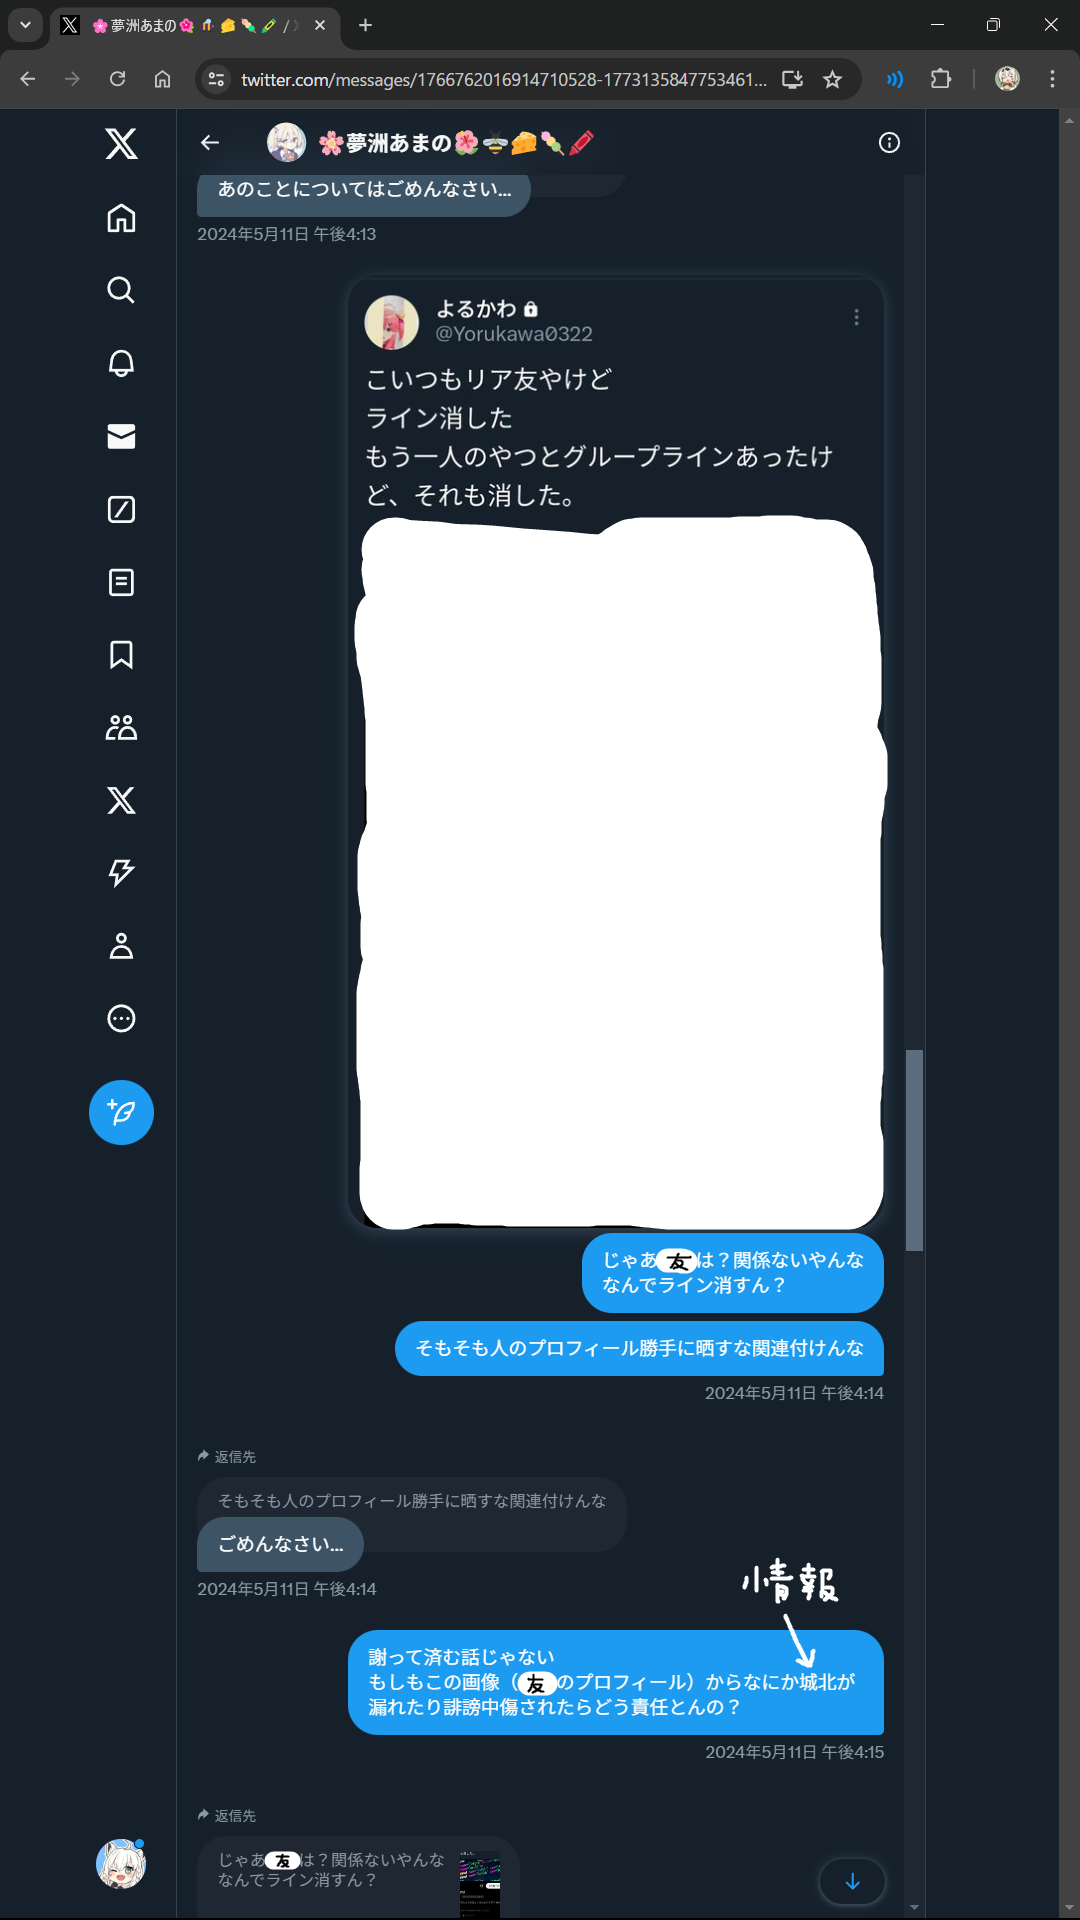 🌸夢洲あまの🌺🐝🧀🍡🖍️ / X
twitter.com/messages/1766762016914710528-1773135847753461...
🌸夢洲あまの🌺🐝🧀🍡🖍️
あのことについてはごめんなさい...
2024年5月11日 午後4:13
よるかわ🔒
@Yorukawa0322
こいつもリア友やけど
ライン消した
もう一人のやつとグループラインあったけ
ど、それも消した。
じゃあ友は？関係ないやんな
なんでライン消すん？
そもそも人のプロフィール勝手に晒すな関連付けんな
2024年5月11日 午後4:14
返信先
そもそも人のプロフィール勝手に晒すな関連付けんな
ごめんなさい...
2024年5月11日 午後4:14
情報
謝って済む話じゃない
もしもこの画像（友のプロフィール）からなにか城北が
漏れたり誹謗中傷されたらどう責任とんの？
2024年5月11日 午後4:15
返信先
じゃあ友は？関係ないやんな
なんでライン消すん？